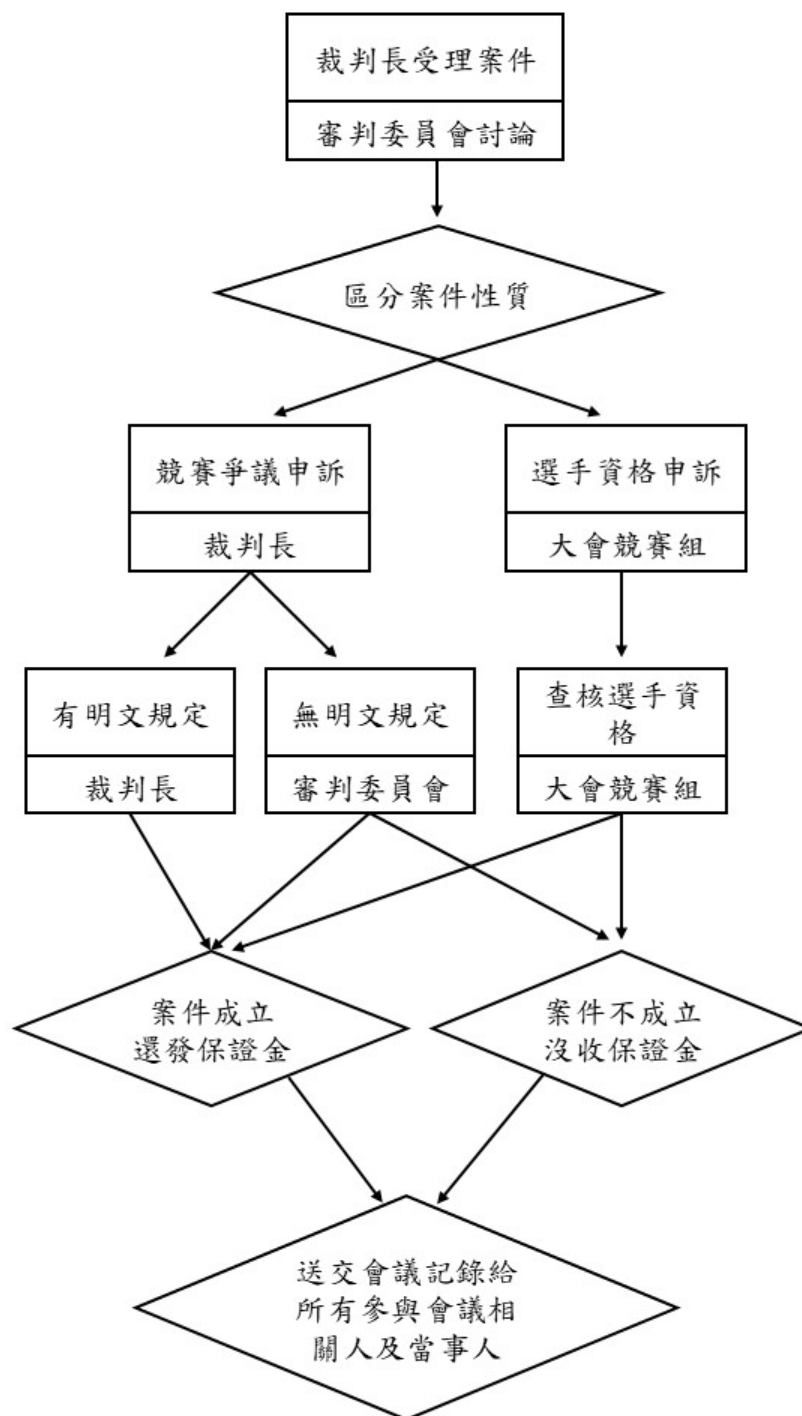 裁判長受理案件
審判委員會討論
區分案件性質
競賽爭議申訴
裁判長
選手資格申訴
大會競賽組
有明文規定
裁判長
無明文規定
審判委員會
查核選手資
格
大會競賽組
案件成立
還發保證金
案件不成立
沒收保證金
送交會議記錄給
所有參與會議相
關人及當事人